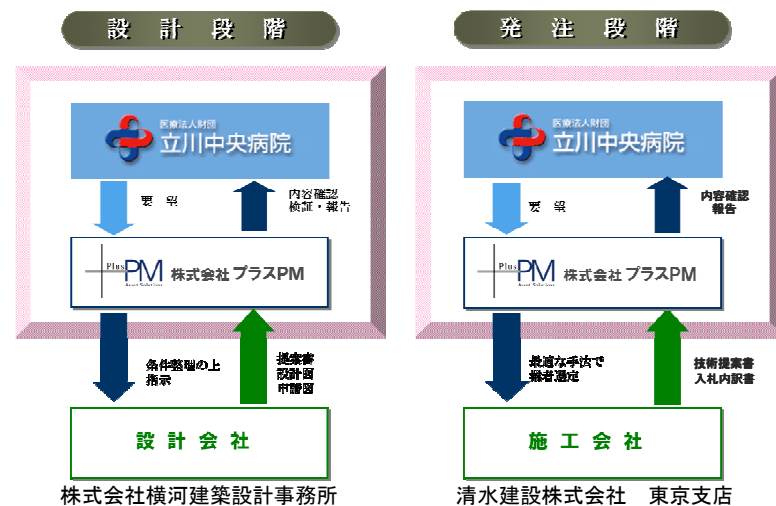 設計段階
医療法人財団
立川中央病院
要 望
内容確認
検証・報告
Plus
PM
Asset Solutions
株式会社 プラスPM
条件整理の上
指示
提案書
設計図
申請図
設計会社
株式会社横河建築設計事務所
発注段階
医療法人財団
立川中央病院
要 望
内容確認
報告
Plus
PM
Asset Solutions
株式会社 プラスPM
最適な手法で
業者選定
技術提案書
入札内訳書
施工会社
清水建設株式会社 東京支店